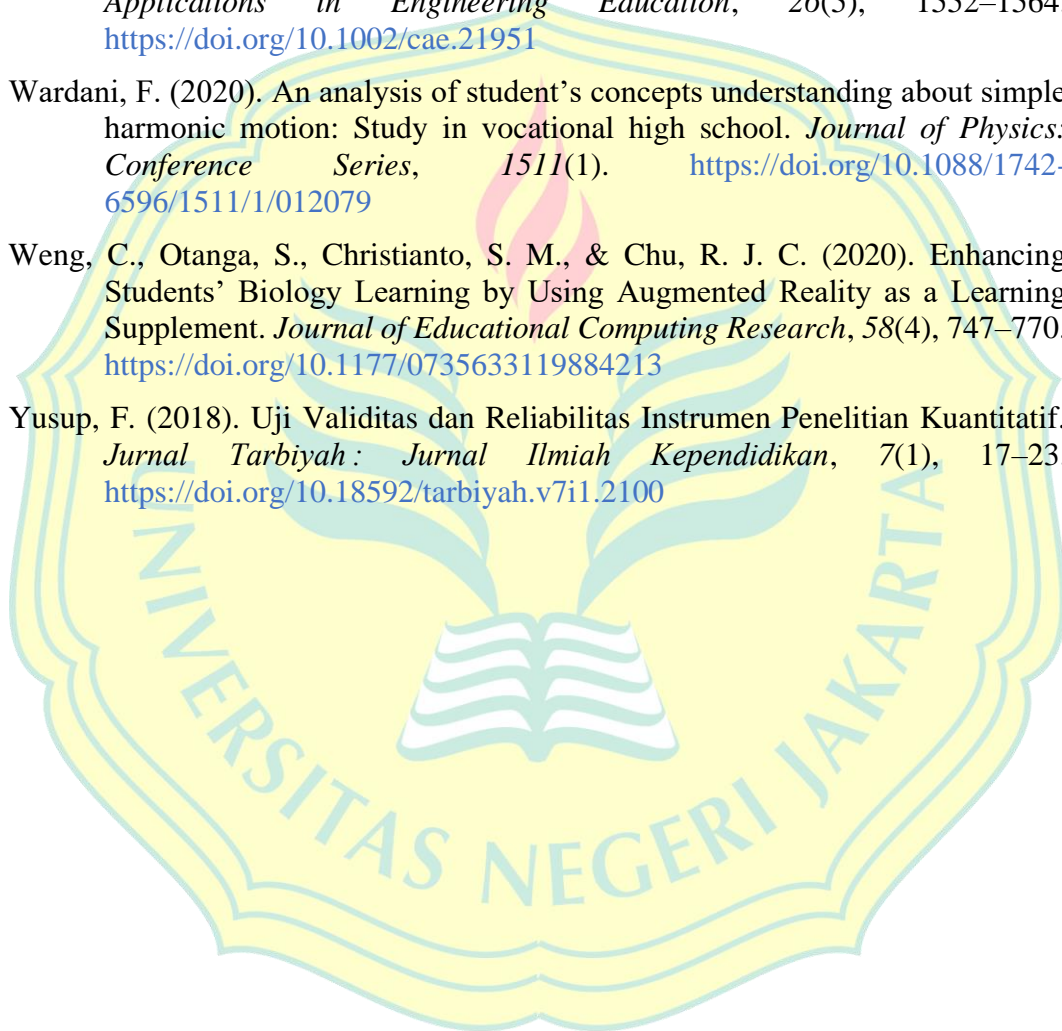 Applications in Engineering Education, 26(5), 1552–1564
https://doi.org/10.1002/cae.21951
Wardani, F. (2020). An analysis of student’s concepts understanding about simple
harmonic motion: Study in vocational high school. Journal of Physics:
Conference Series, 1511(1). https://doi.org/10.1088/1742-
6596/1511/1/012079
Weng, C., Otanga, S., Christianto, S. M., & Chu, R. J. C. (2020). Enhancing
Students’ Biology Learning by Using Augmented Reality as a Learning
Supplement. Journal of Educational Computing Research, 58(4), 747–770.
https://doi.org/10.1177/0735633119884213
Yusup, F. (2018). Uji Validitas dan Reliabilitas Instrumen Penelitian Kuantitatif.
Jurnal Tarbiyah : Jurnal Ilmiah Kependidikan, 7(1), 17–23
https://doi.org/10.18592/tarbiyah.v7i1.2100
UNIVERSITAS NEGERI JAKARTA